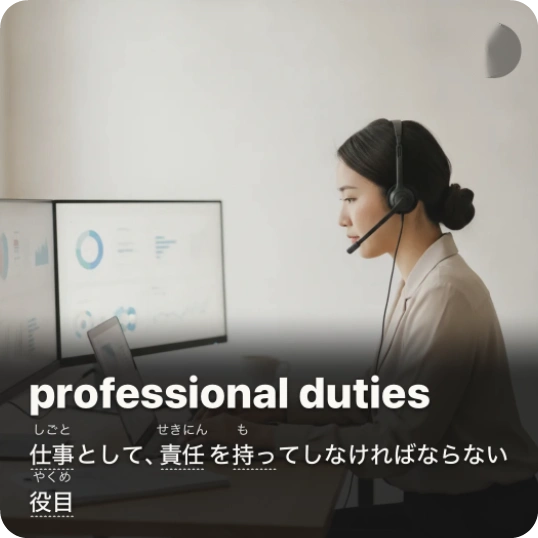 professional duties
しごと せきにん も
仕事として、責任を持ってしなければならない
やくめ
役目